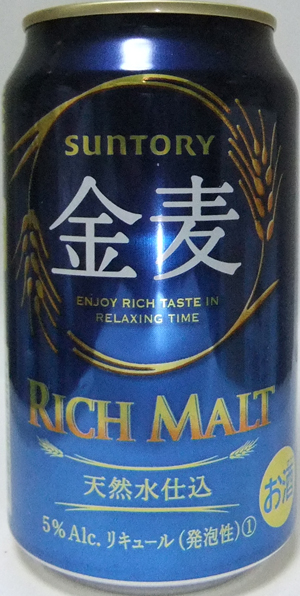 SUNTORY
金麦
ENJOY RICH TASTE IN
RELAXING TIME
RICH MALT
天然水仕込
お酒
5% Alc. リキュール(発泡性)①